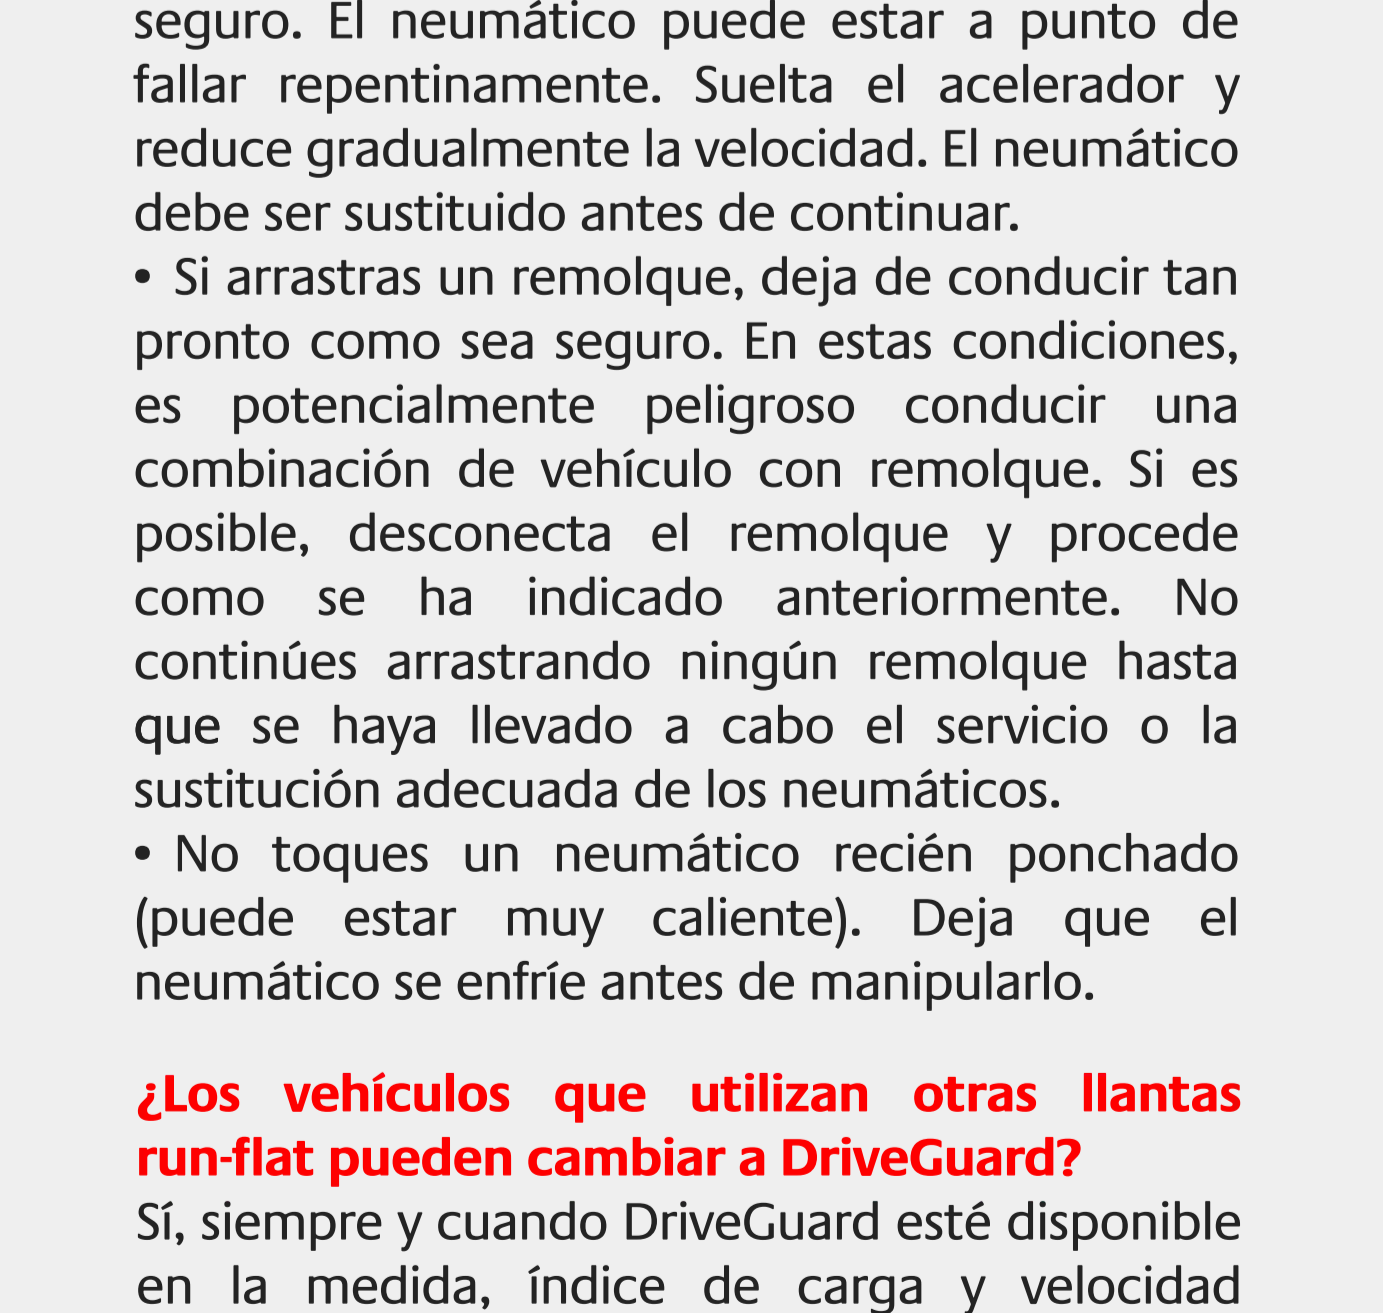 seguro. El neumático puede estar a punto de
fallar repentinamente. Suelta el acelerador y
reduce gradualmente la velocidad. El neumático
debe ser sustituido antes de continuar.
• Si arrastras un remolque, deja de conducir tan
pronto como sea seguro. En estas condiciones,
es potencialmente peligroso conducir una
combinación de vehículo con remolque. Si es
posible, desconecta el remolque y procede
como se ha indicado anteriormente. No
continúes arrastrando ningún remolque hasta
que se haya llevado a cabo el servicio o la
sustitución adecuada de los neumáticos.
• No toques un neumático recién ponchado
(puede estar muy caliente). Deja que el
neumático se enfríe antes de manipularlo.
¿Los vehículos que utilizan otras llantas
run-flat pueden cambiar a DriveGuard?
Sí, siempre y cuando DriveGuard esté disponible
en la medida, índice de carga y velocidad